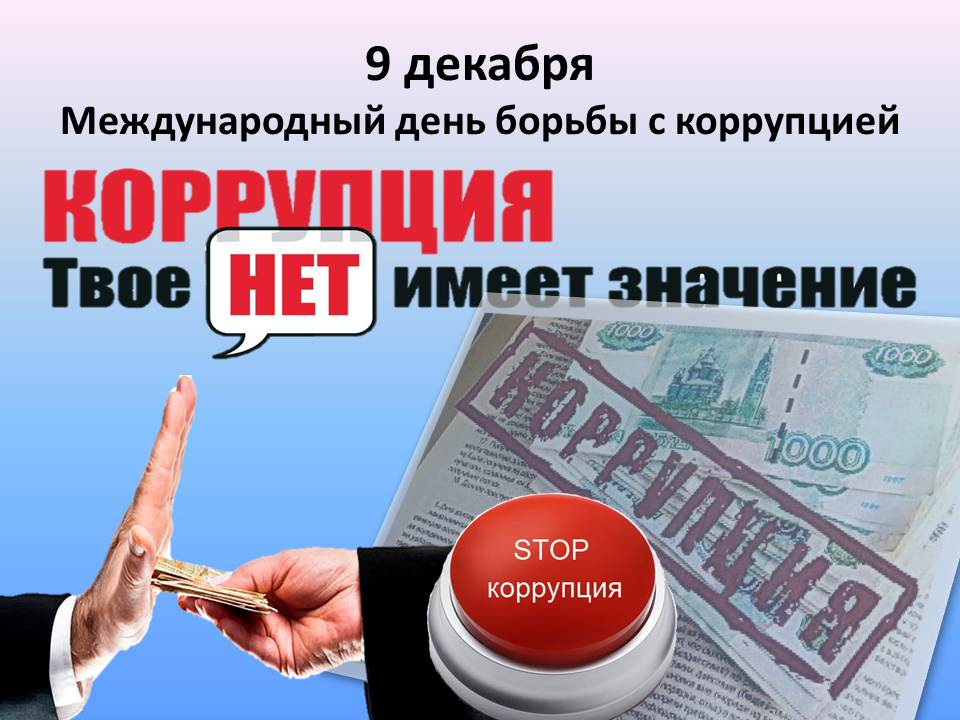 9 декабря
Международный день борьбы с коррупцией
КОРРУПЦИЯ
Твое НЕТ имеет значение
1000
1000
1000
КОРРУПЦИЯ
STOP
коррупция